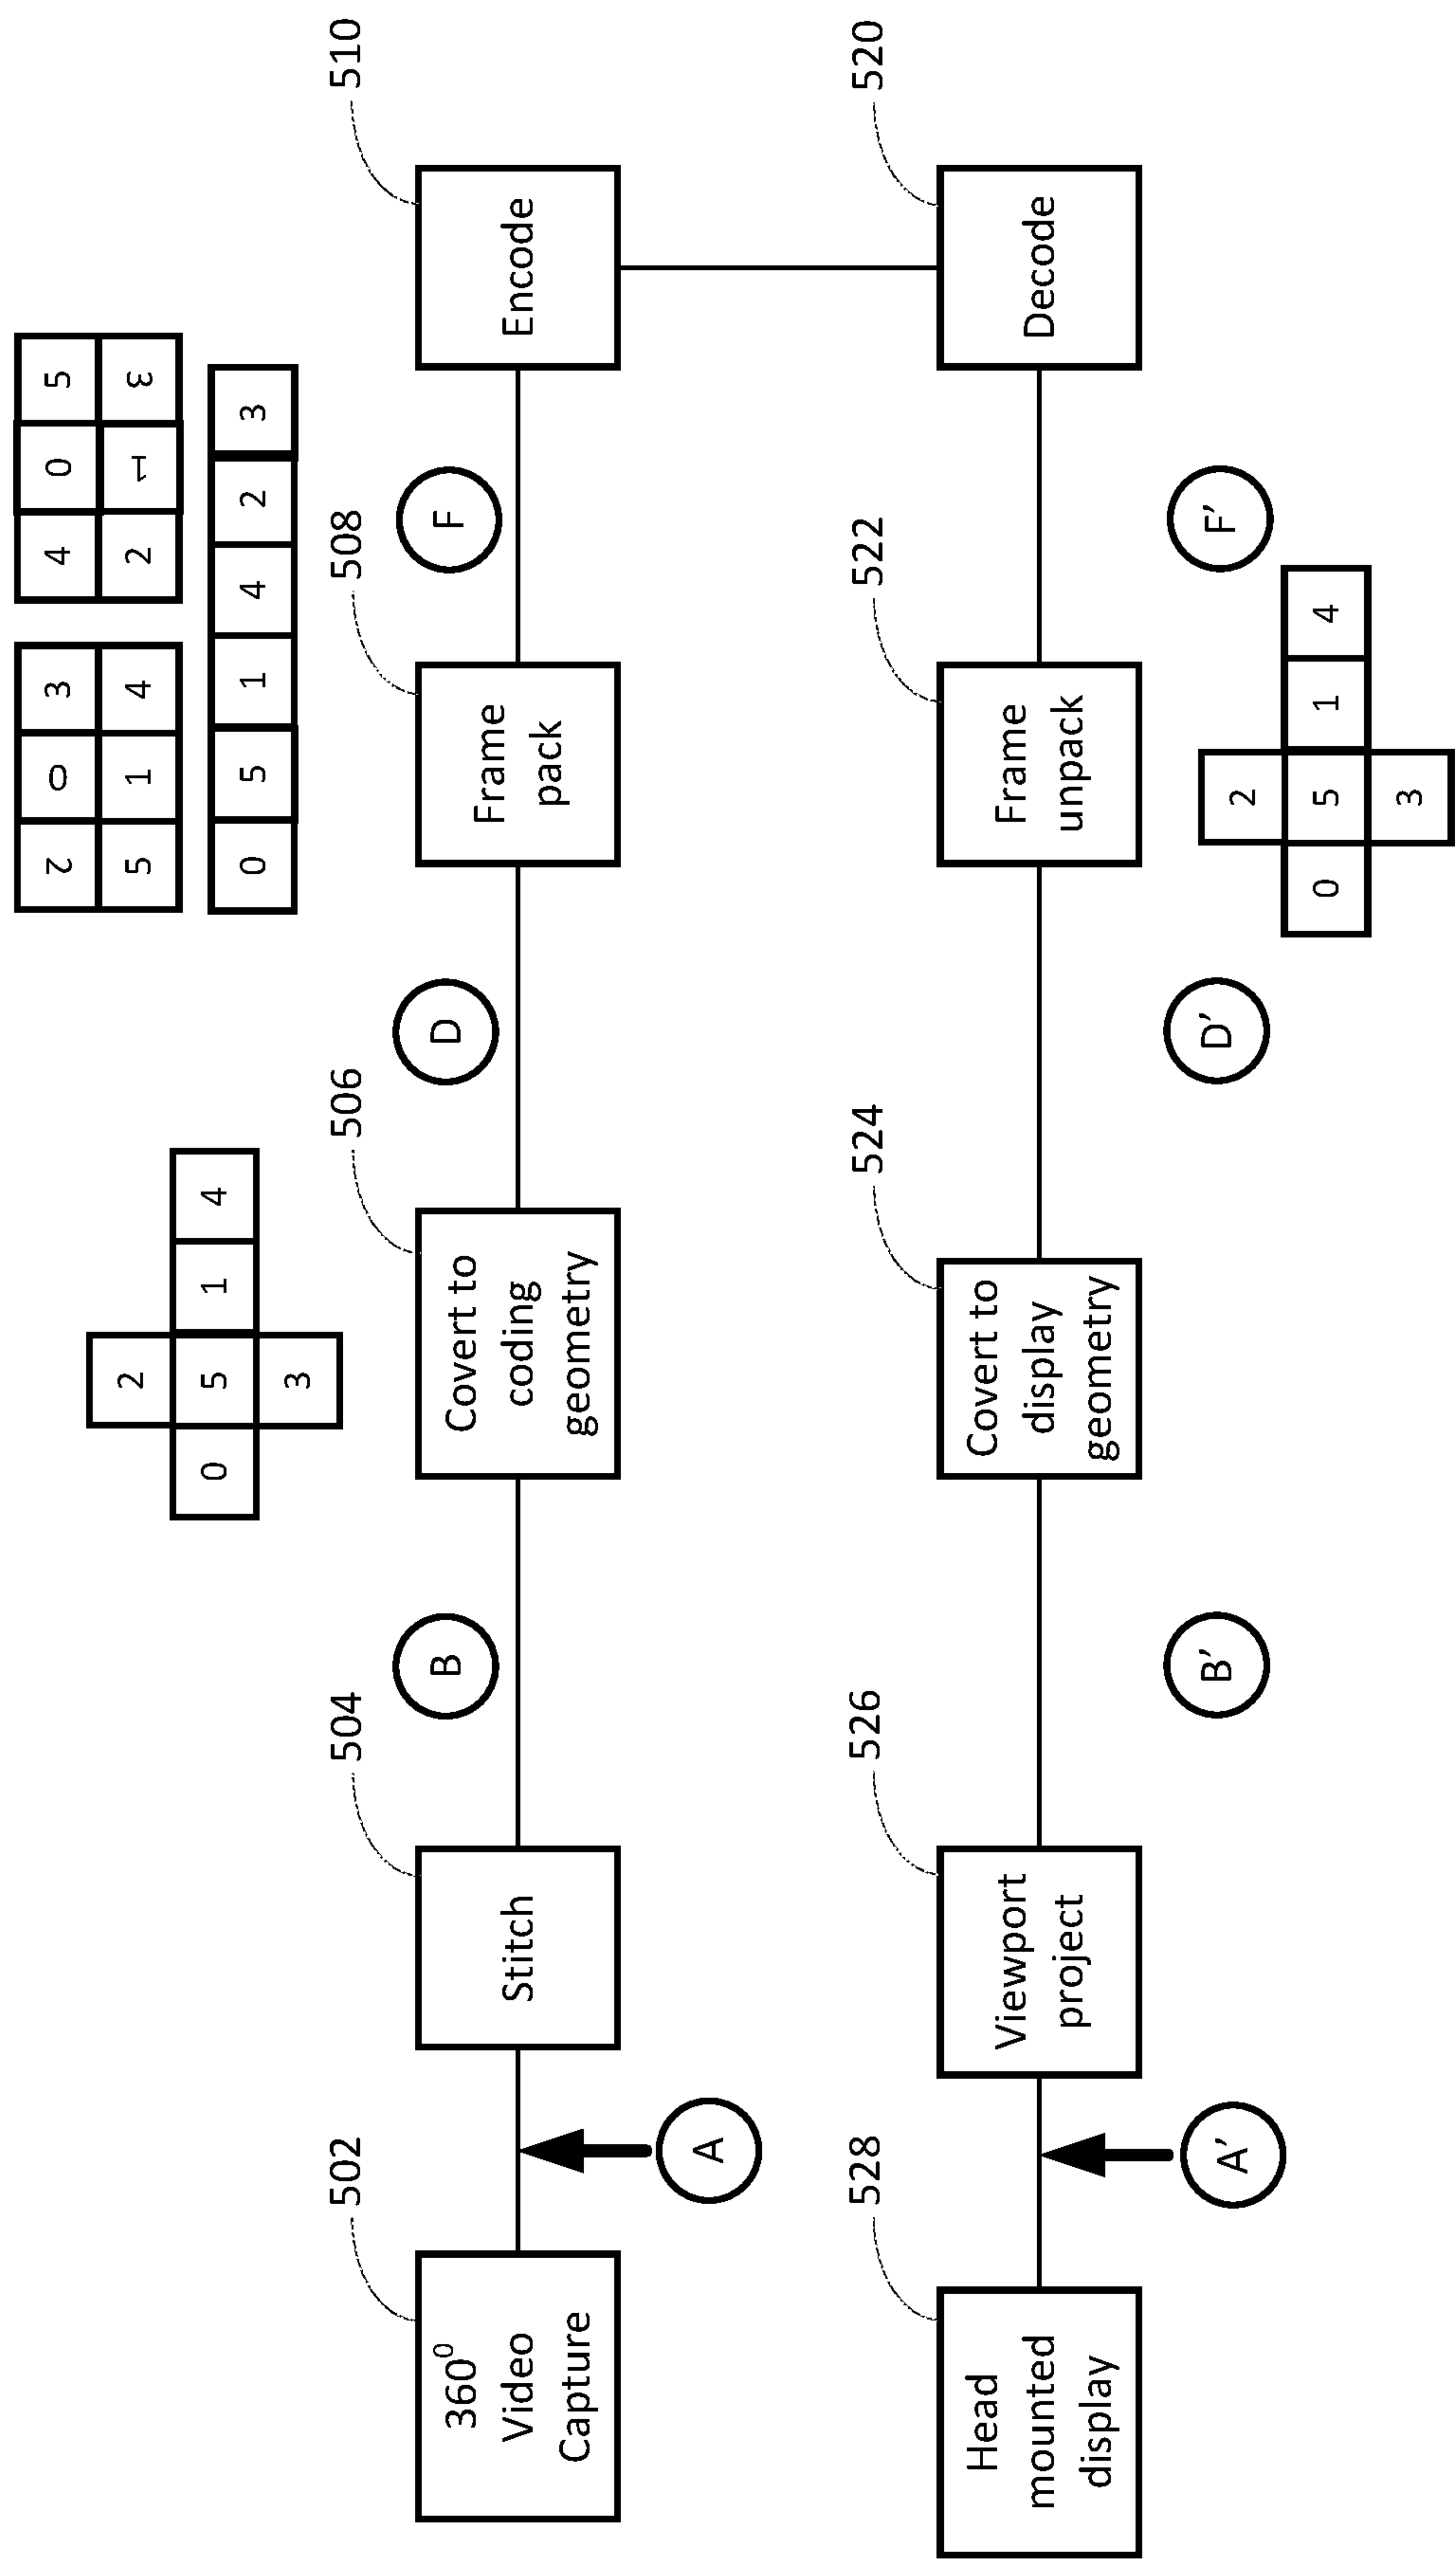 2 0 3
5 1 4
4 0 5
2 1 3
0 5 1 4 2 3
2
0 5 1 4
3
502
504
506
508
510
360⁰
Video
Capture
A
Stitch
B
Covert to
coding
geometry
D
Frame
pack
F
Encode
528
526
524
522
520
Head
mounted
display
A'
Viewport
project
B'
Covert to
display
geometry
D'
Frame
unpack
F'
Decode
2
0 5 1 4
3